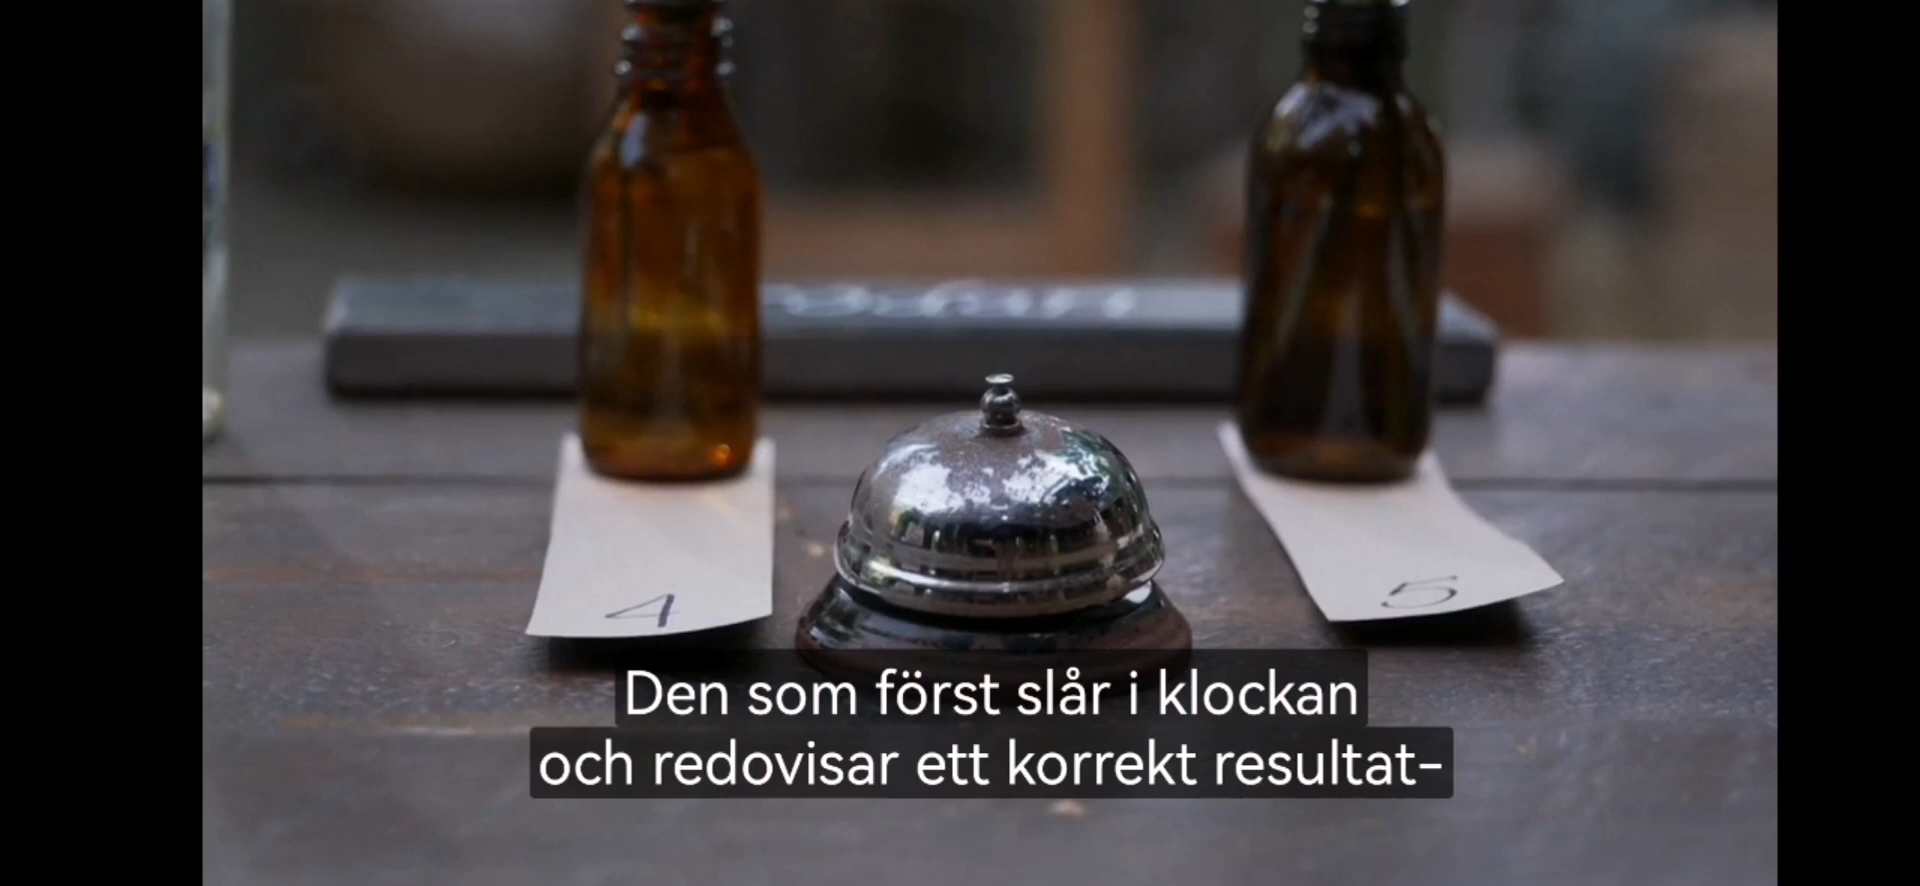 4
5
Den som först slår i klockan
och redovisar ett korrekt resultat-